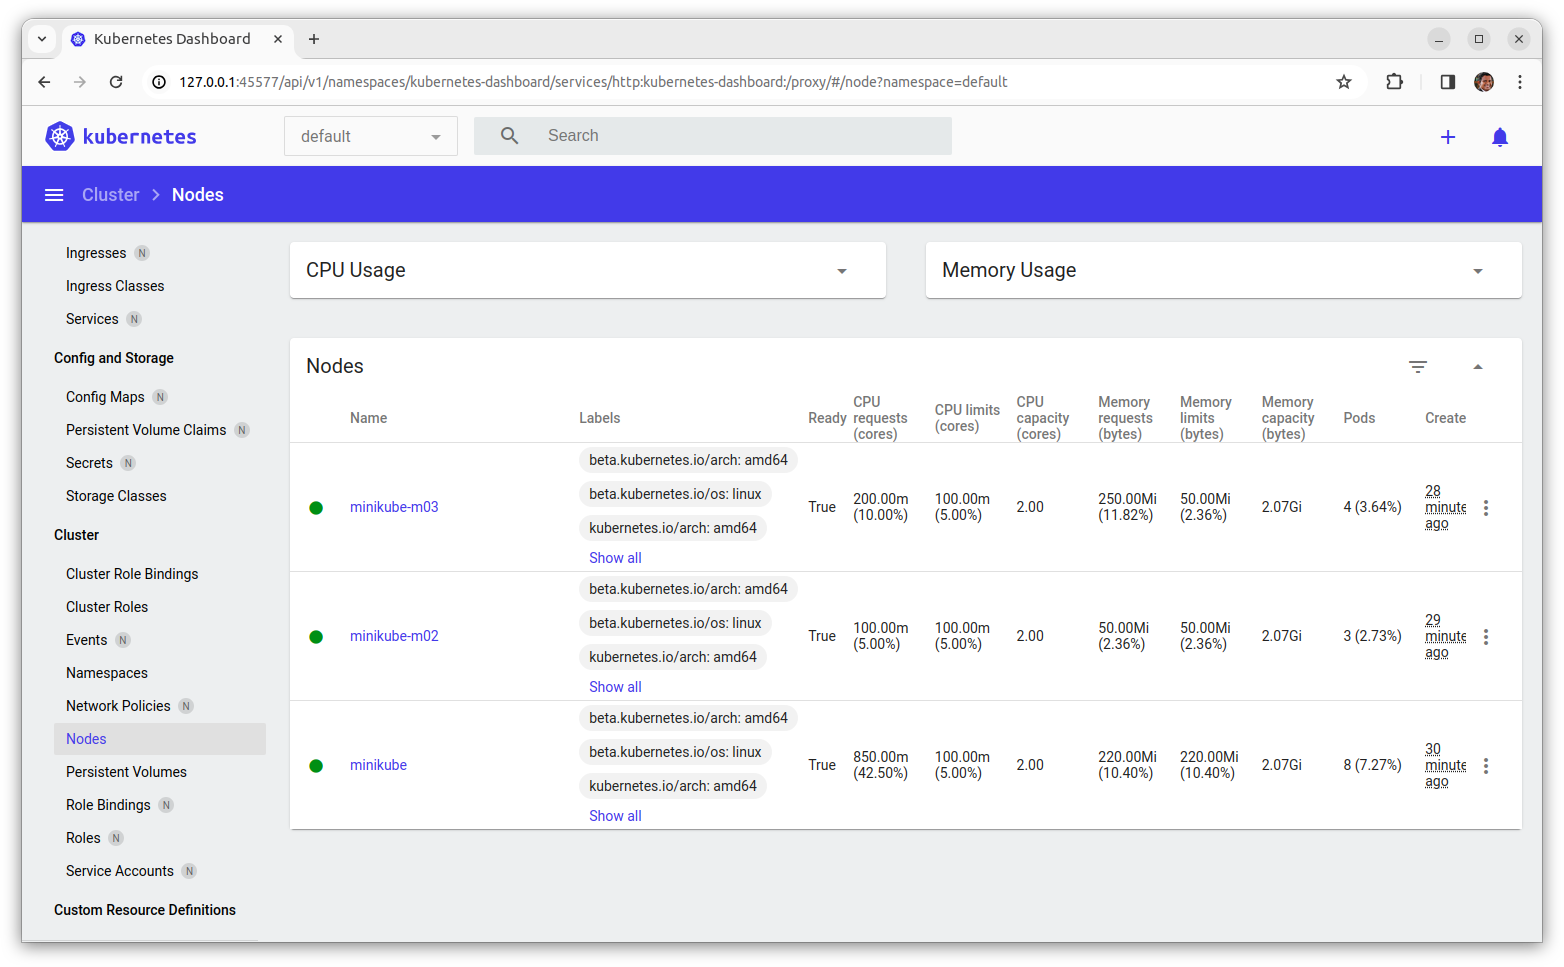 Kubernetes Dashboard
127.0.0.1:45577/api/v1/namespaces/kubernetes-dashboard/services/http:kubernetes-dashboard:/proxy/#/node?namespace=default
kubernetes
default
Search
Cluster > Nodes
Ingresses N
Ingress Classes
Services N
Config and Storage
Config Maps N
Persistent Volume Claims N
Secrets N
Storage Classes
Cluster
Cluster Role Bindings
Cluster Roles
Events N
Namespaces
Network Policies N
Nodes
Persistent Volumes
Role Bindings N
Roles N
Service Accounts N
Custom Resource Definitions
CPU Usage
Memory Usage
Nodes
Name
Labels
Ready
CPU
requests
(cores)
CPU limits
(cores)
CPU
capacity
(cores)
Memory
requests
(bytes)
Memory
limits
(bytes)
Memory
capacity
(bytes)
Pods
Create
minikube-m03
beta.kubernetes.io/arch: amd64
beta.kubernetes.io/os: linux
kubernetes.io/arch: amd64
Show all
True
200.00m
(10.00%)
100.00m
(5.00%)
2.00
250.00Mi
(11.82%)
50.00Mi
(2.36%)
2.07Gi
4 (3.64%)
28
minute
ago
minikube-m02
beta.kubernetes.io/arch: amd64
beta.kubernetes.io/os: linux
kubernetes.io/arch: amd64
Show all
True
100.00m
(5.00%)
100.00m
(5.00%)
2.00
50.00Mi
(2.36%)
50.00Mi
(2.36%)
2.07Gi
3 (2.73%)
29
minute
ago
minikube
beta.kubernetes.io/arch: amd64
beta.kubernetes.io/os: linux
kubernetes.io/arch: amd64
Show all
True
850.00m
(42.50%)
100.00m
(5.00%)
2.00
220.00Mi
(10.40%)
220.00Mi
(10.40%)
2.07Gi
8 (7.27%)
30
minute
ago